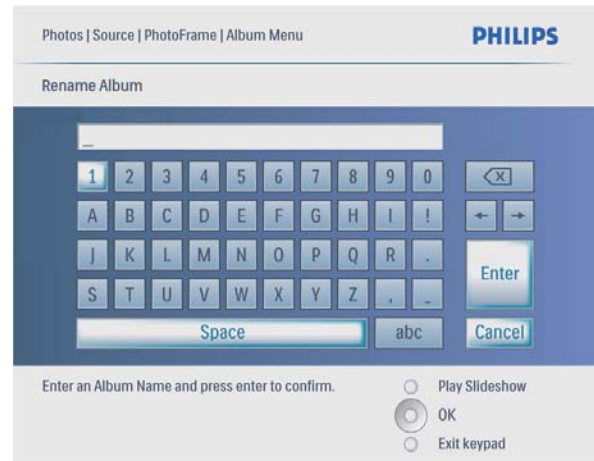 Photos | Source | PhotoFrame | Album Menu
PHILIPS
Rename Album
_
1 2 3 4 5 6 7 8 9 0
A B C D E F G H I !
J K L M N O P Q R .
Enter
S T U V W X Y Z , _
Space abc Cancel
Enter an Album Name and press enter to confirm.
Play Slideshow
OK
Exit keypad